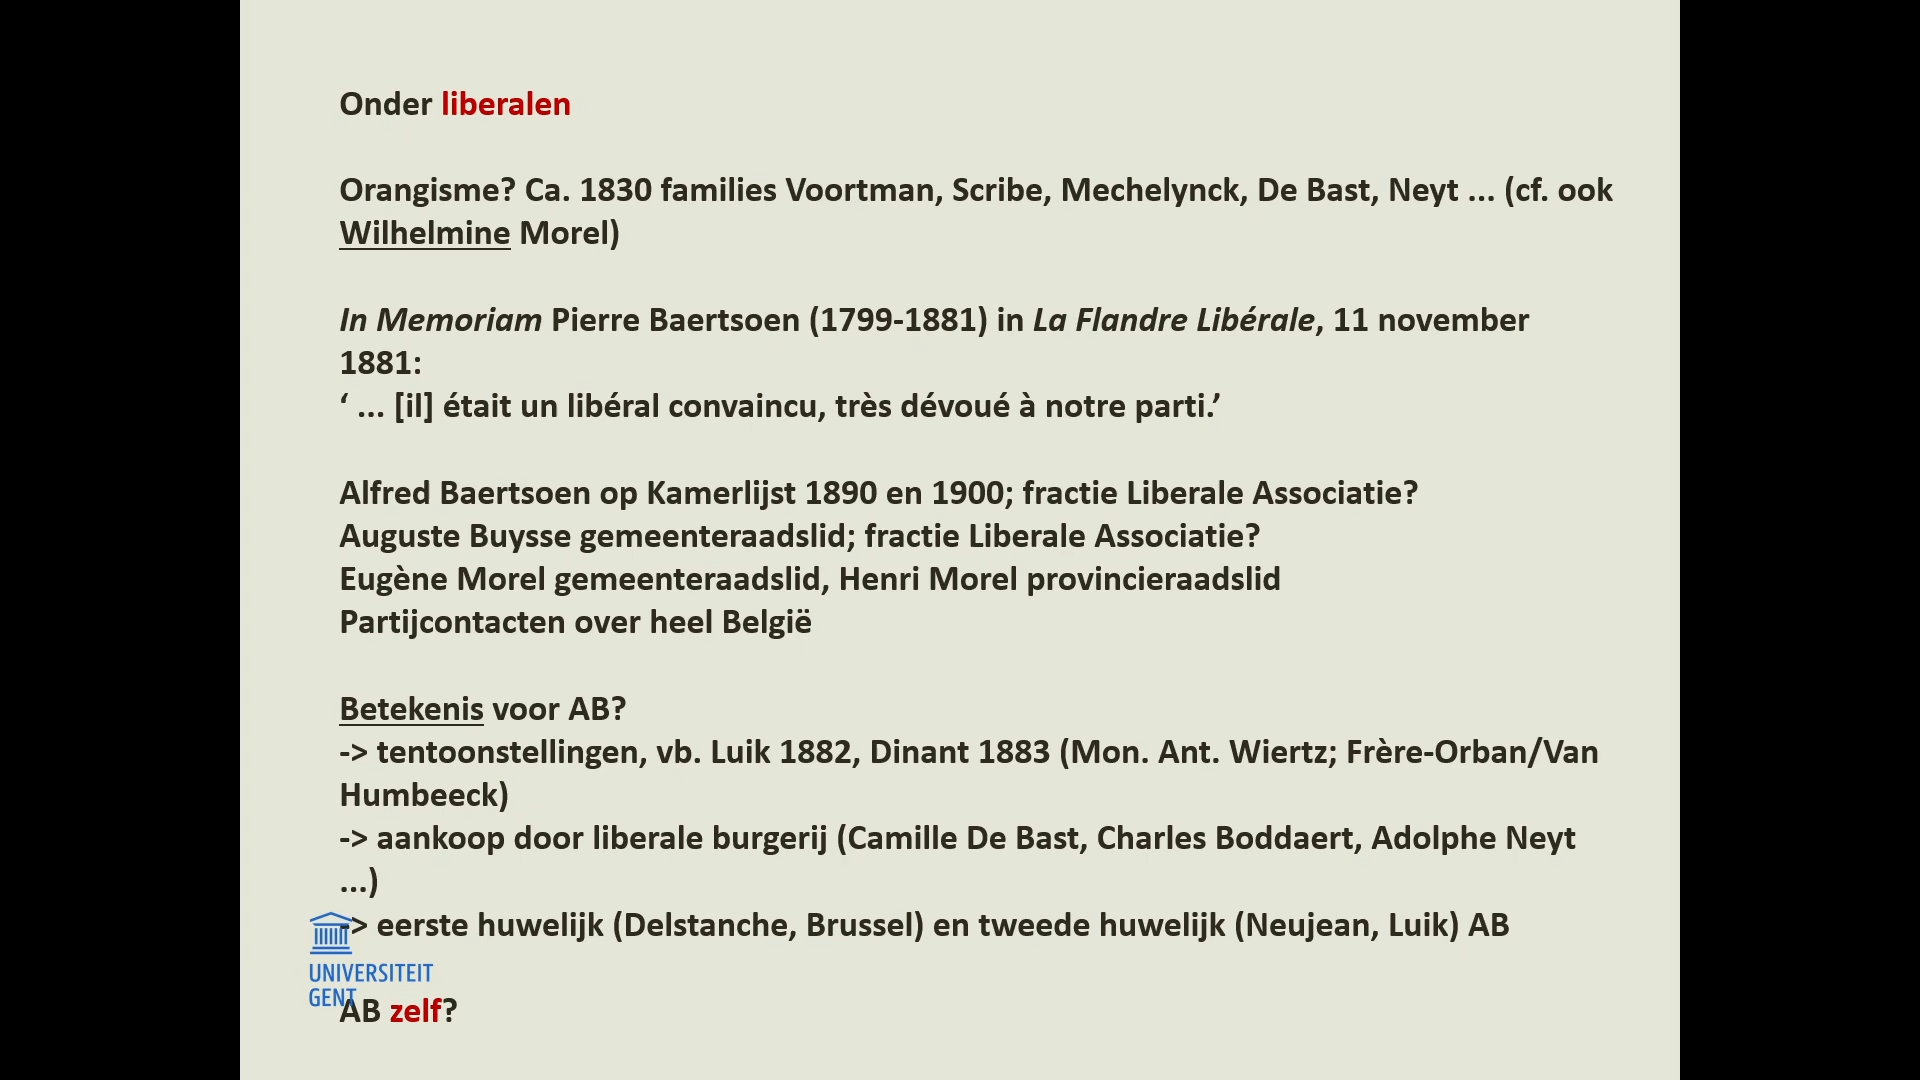 Onder liberalen
Orangisme? Ca. 1830 families Voortman, Scribe, Mechelynck, De Bast, Neyt ... (cf. ook
Wilhelmine Morel)
In Memoriam Pierre Baertsoen (1799-1881) in La Flandre Libérale, 11 november
1881:
‘ ... [il] était un libéral convaincu, très dévoué à notre parti.’
Alfred Baertsoen op Kamerlijst 1890 en 1900; fractie Liberale Associatie?
Auguste Buysse gemeenteraadslid; fractie Liberale Associatie?
Eugène Morel gemeenteraadslid, Henri Morel provincieraadslid
Partijcontacten over heel België
Betekenis voor AB?
-> tentoonstellingen, vb. Luik 1882, Dinant 1883 (Mon. Ant. Wiertz; Frère-Orban/Van
Humbeeck)
-> aankoop door liberale burgerij (Camille De Bast, Charles Boddaert, Adolphe Neyt
...)
-> eerste huwelijk (Delstanche, Brussel) en tweede huwelijk (Neujean, Luik) AB
UNIVERSITEIT
GENT
AB zelf?